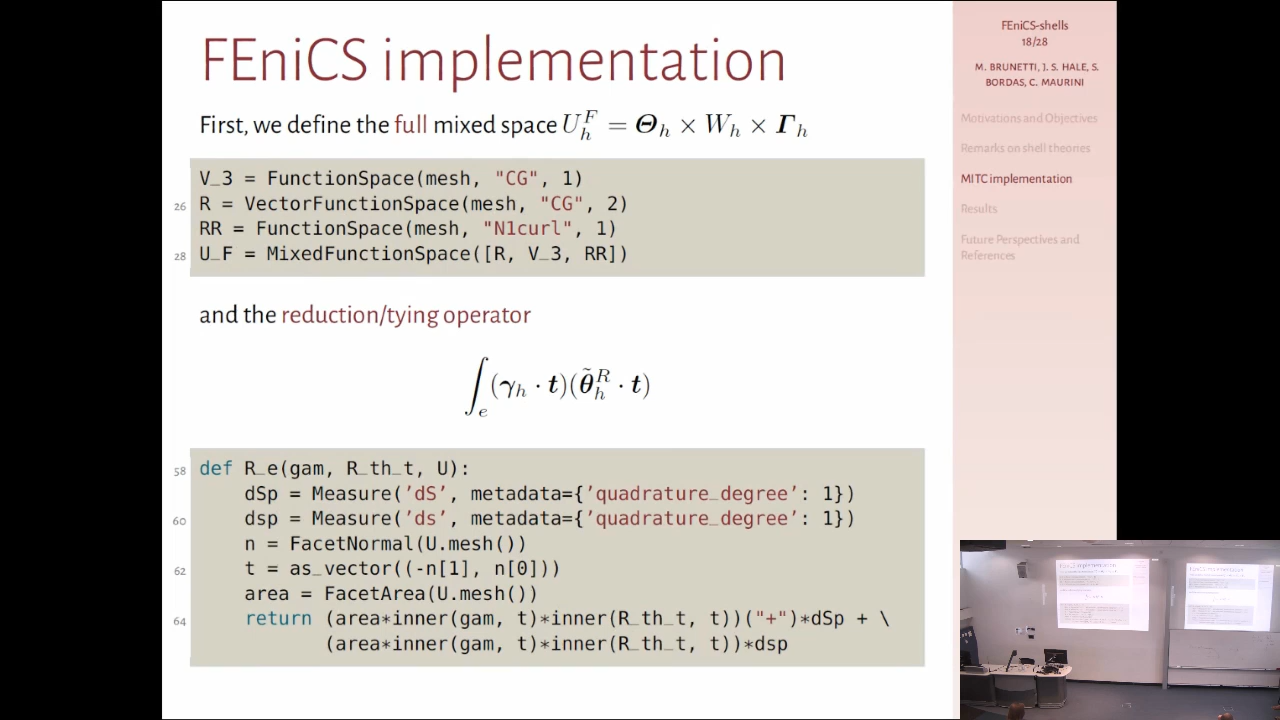 FEniCS implementation
First, we define the full mixed space U_h^F = Θ_h × W_h × Γ_h
V_3 = FunctionSpace(mesh, "CG", 1)
26 R = VectorFunctionSpace(mesh, "CG", 2)
RR = FunctionSpace(mesh, "N1curl", 1)
28 U_F = MixedFunctionSpace([R, V_3, RR])
and the reduction/tying operator
∫_e (γ_h · t)(θ̃_h^R · t)
58 def R_e(gam, R_th_t, U):
dSp = Measure('dS', metadata={'quadrature_degree': 1})
60 dsp = Measure('ds', metadata={'quadrature_degree': 1})
n = FacetNormal(U.mesh())
62 t = as_vector((-n[1], n[0]))
area = FacetArea(U.mesh())
64 return (area*inner(gam, t)*inner(R_th_t, t))("+")*dSp + \
(area*inner(gam, t)*inner(R_th_t, t))*dsp
FEniCS-shells
18/28
M. BRUNETTI, J. S. HALE, S.
BORDAS, C. MAURINI
Motivations and Objectives
Remarks on shell theories
MITC implementation
Results
Future Perspectives and
References
FEniCS implementation